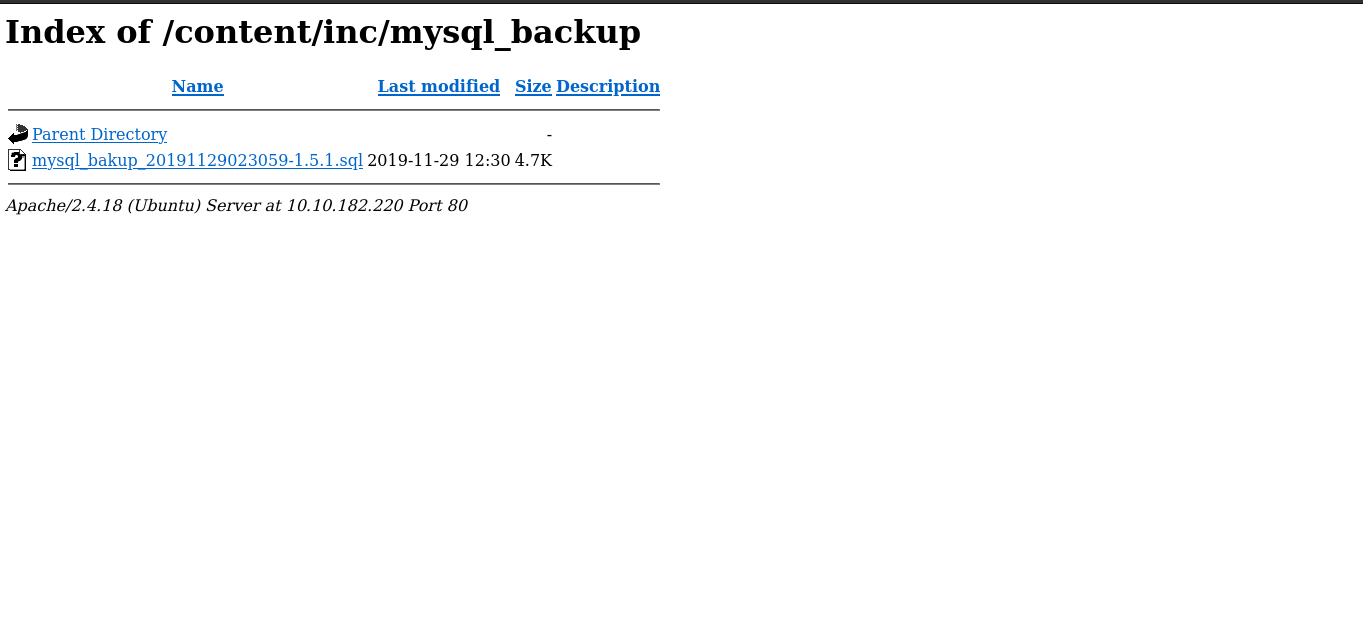 Index of /content/inc/mysql_backup
Name Last modified Size Description
Parent Directory -
mysql_bakup_20191129023059-1.5.1.sql 2019-11-29 12:30 4.7K
Apache/2.4.18 (Ubuntu) Server at 10.10.182.220 Port 80